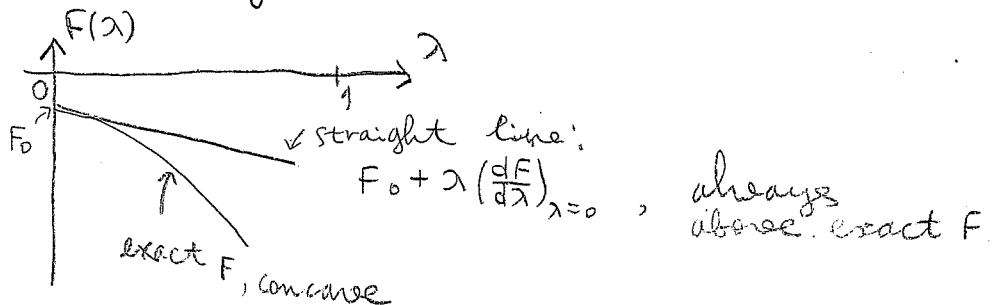 F(λ)
λ
0
1
F₀
straight line:
F₀ + λ (dF/dλ)_{λ=0} , always
above exact F.
exact F, concave